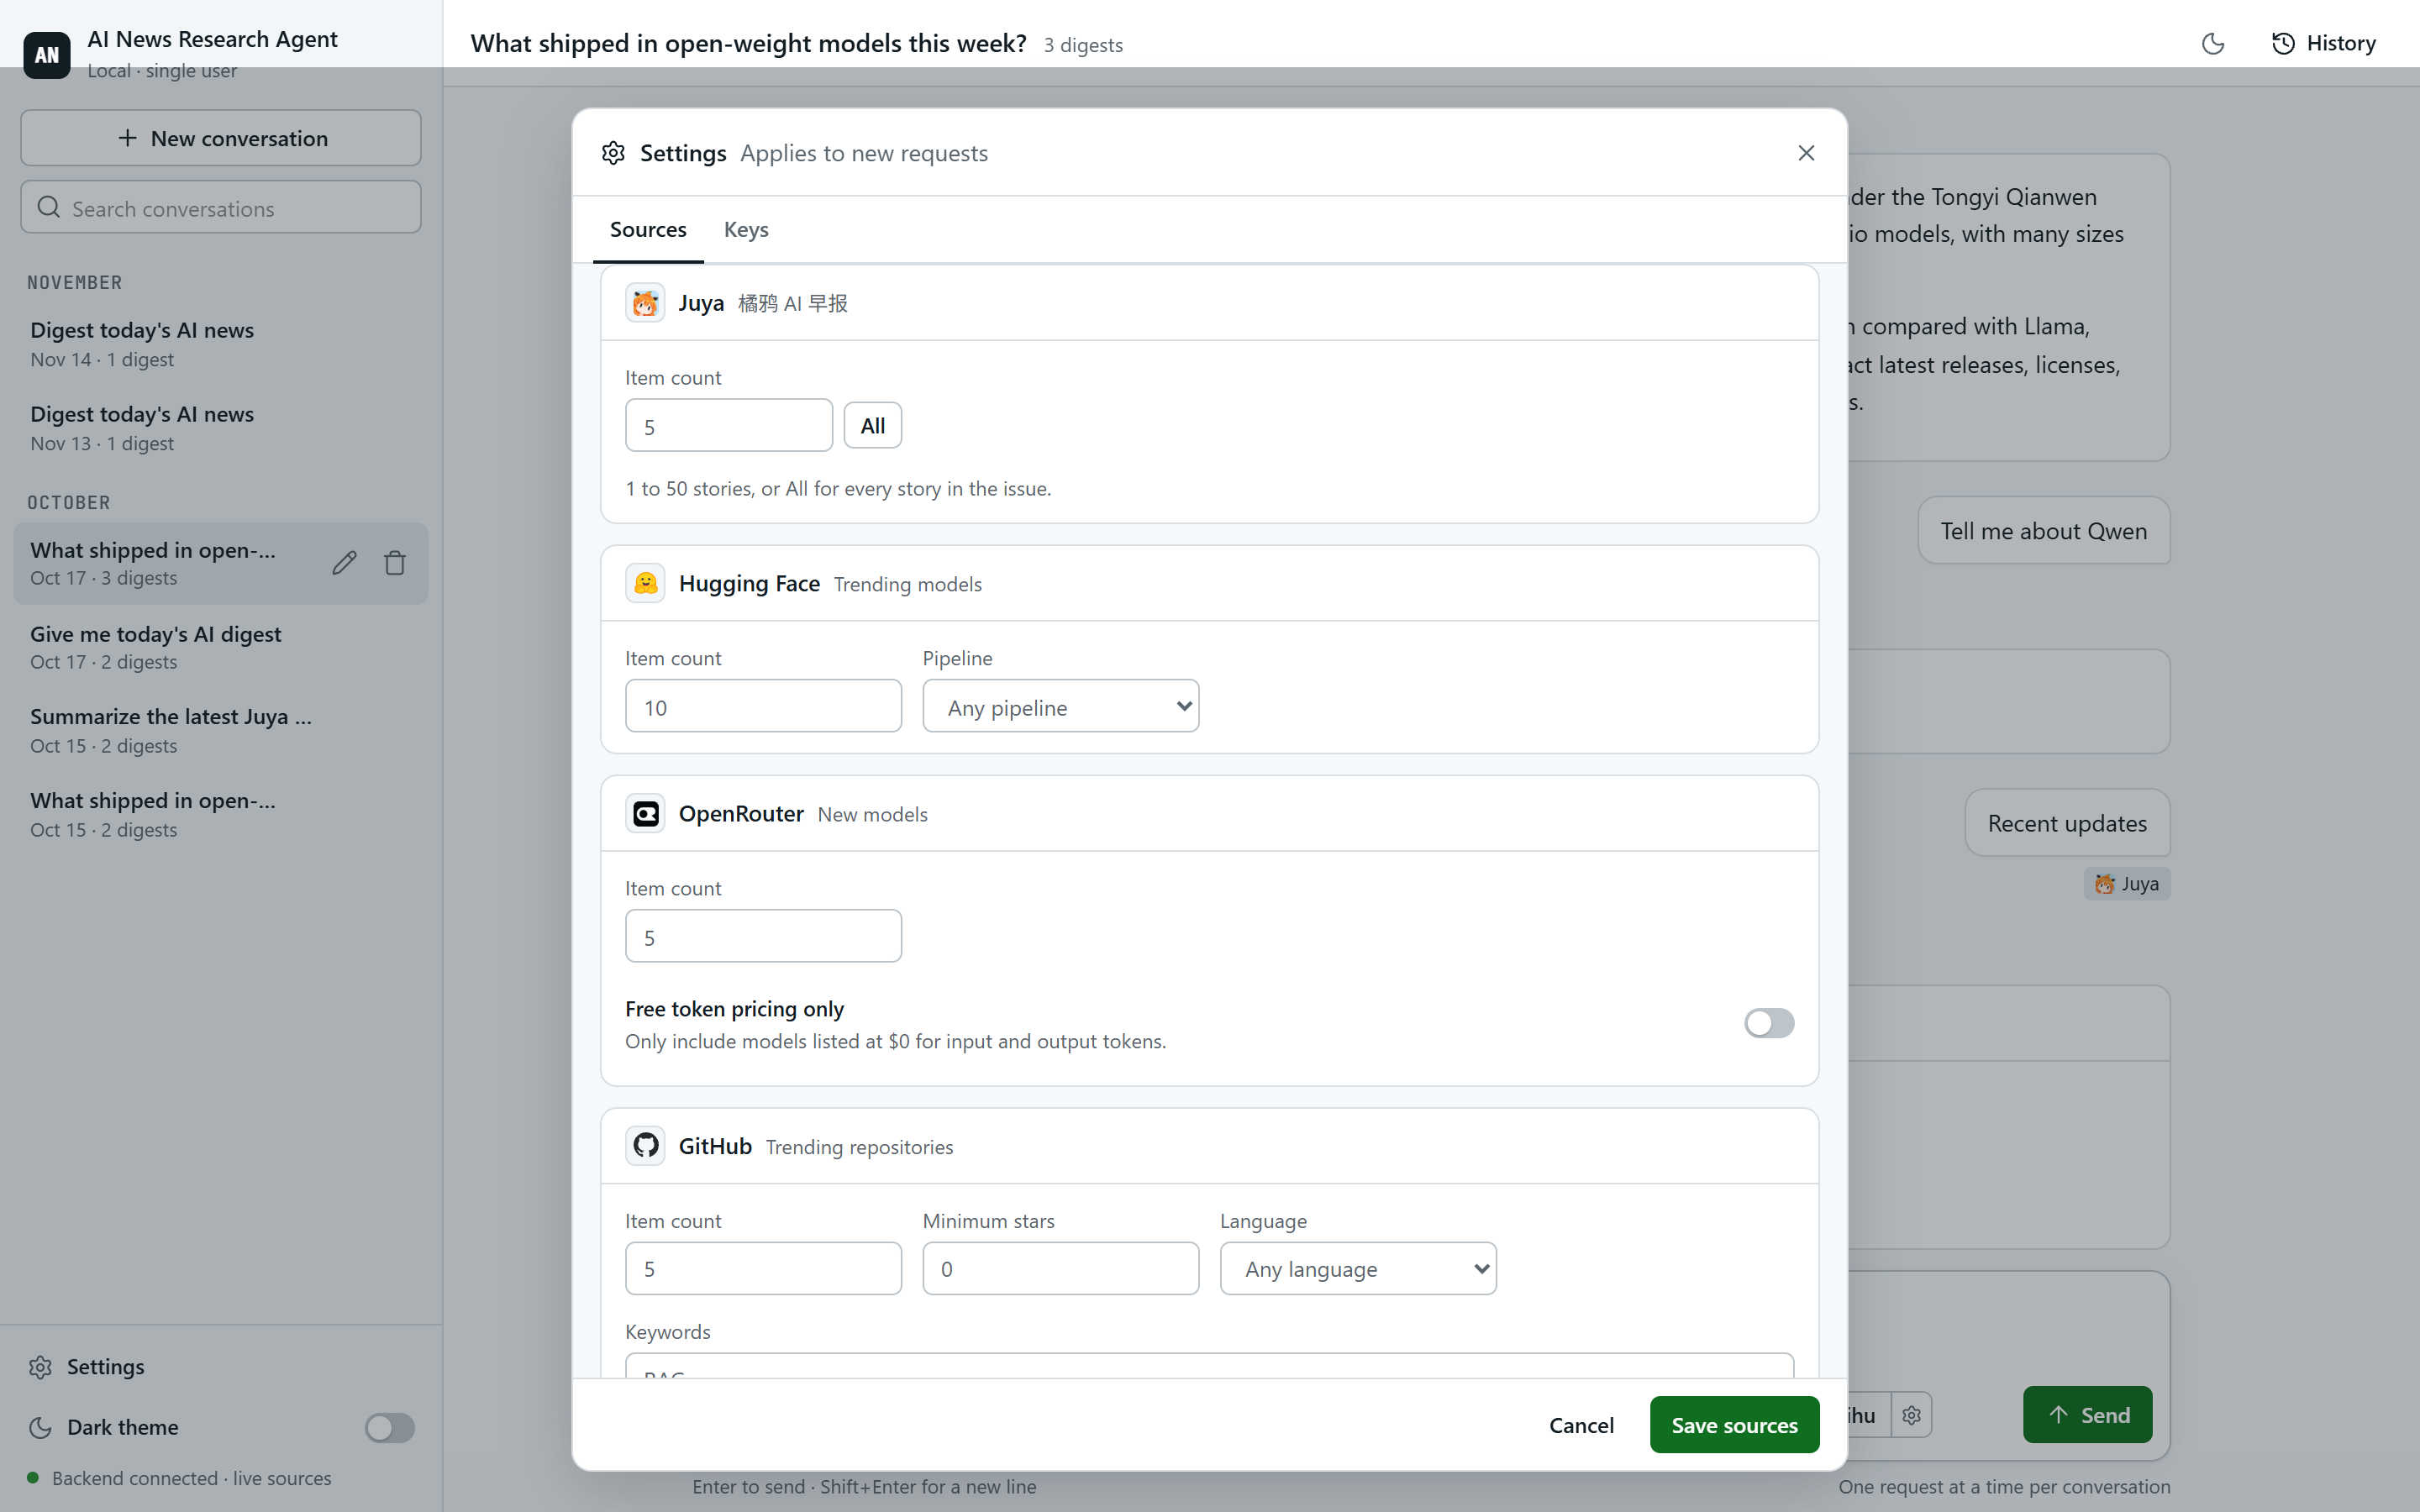 AN
AI News Research Agent
Local · single user
New conversation
Search conversations
NOVEMBER
Digest today's AI news
Nov 14 · 1 digest
Digest today's AI news
Nov 13 · 1 digest
OCTOBER
What shipped in open-...
Oct 17 · 3 digests
Give me today's AI digest
Oct 17 · 2 digests
Summarize the latest Juya ...
Oct 15 · 2 digests
What shipped in open-...
Oct 15 · 2 digests
Settings
Dark theme
Backend connected · live sources
What shipped in open-weight models this week? 3 digests
History
Settings Applies to new requests
Sources Keys
Juya 橘鸦 AI 早报
Item count
5 All
1 to 50 stories, or All for every story in the issue.
Hugging Face Trending models
Item count Pipeline
10 Any pipeline
OpenRouter New models
Item count
5
Free token pricing only
Only include models listed at $0 for input and output tokens.
GitHub Trending repositories
Item count Minimum stars Language
5 0 Any language
Keywords
Cancel Save sources
der the Tongyi Qianwen
io models, with many sizes
compared with Llama,
act latest releases, licenses,
s.
Tell me about Qwen
Recent updates
Juya
ihu
Send
Enter to send · Shift+Enter for a new line
One request at a time per conversation